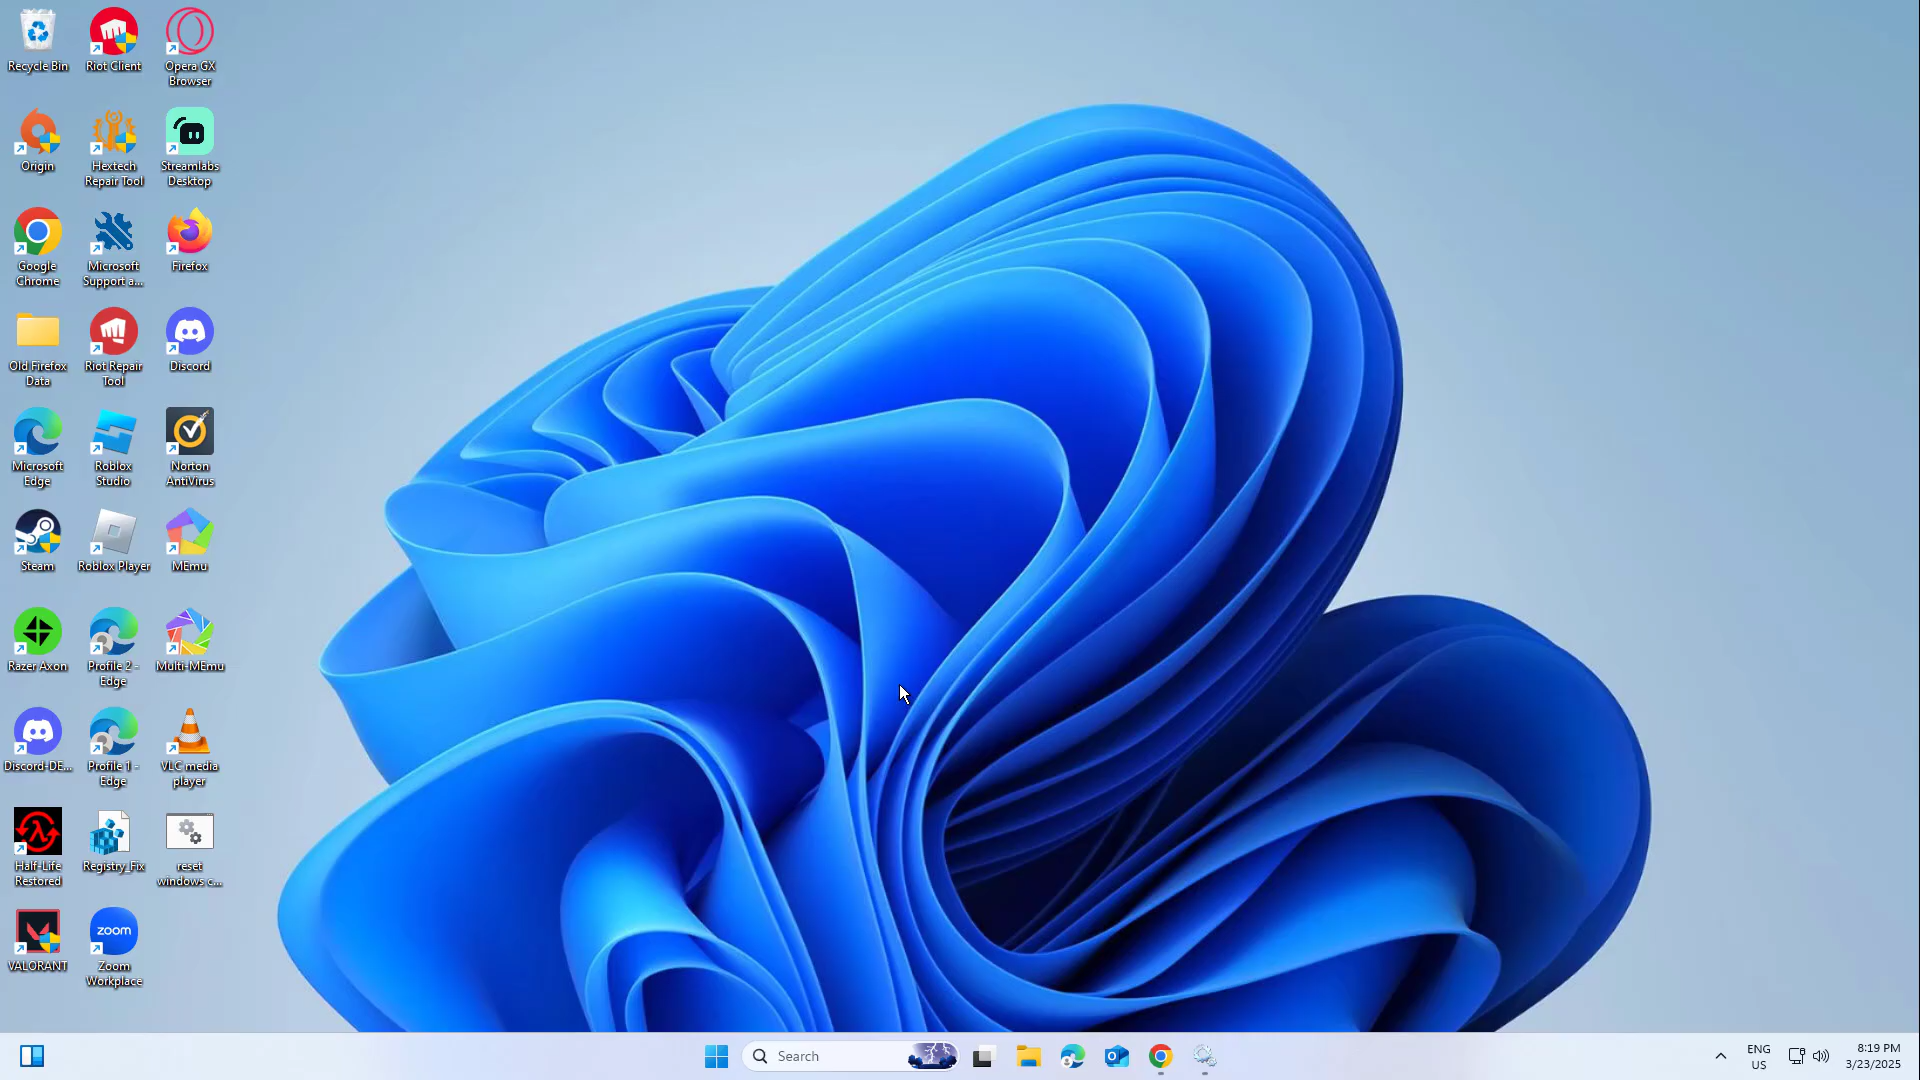 Recycle Bin
Riot Client
Opera GX
Browser
Origin
Hextech
Repair Tool
Streamlabs
Desktop
Google
Chrome
Microsoft
Support a...
Firefox
Old Firefox
Data
Riot Repair
Tool
Discord
Microsoft
Edge
Roblox
Studio
Norton
AntiVirus
Steam
Roblox Player
MEmu
Razer Axon
Profile 2 -
Edge
Multi-MEmu
Discord-DE...
Profile 1 -
Edge
VLC media
player
Half-Life
Restored
Registry_Fix
reset
windows c...
VALORANT
zoom
Zoom
Workplace
Search
ENG
US
8:19 PM
3/23/2025